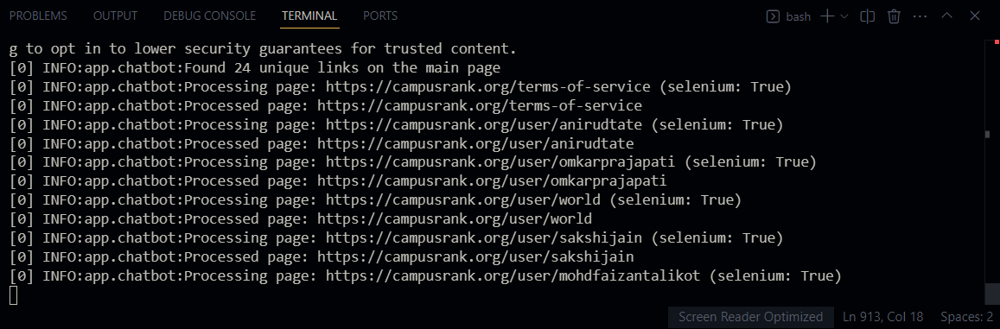 PROBLEMS OUTPUT DEBUG CONSOLE TERMINAL PORTS bash
g to opt in to lower security guarantees for trusted content.
[0] INFO:app.chatbot:Found 24 unique links on the main page
[0] INFO:app.chatbot:Processing page: https://campusrank.org/terms-of-service (selenium: True)
[0] INFO:app.chatbot:Processed page: https://campusrank.org/terms-of-service
[0] INFO:app.chatbot:Processing page: https://campusrank.org/user/anirudtate (selenium: True)
[0] INFO:app.chatbot:Processed page: https://campusrank.org/user/anirudtate
[0] INFO:app.chatbot:Processing page: https://campusrank.org/user/omkarprajapati (selenium: True)
[0] INFO:app.chatbot:Processed page: https://campusrank.org/user/omkarprajapati
[0] INFO:app.chatbot:Processing page: https://campusrank.org/user/world (selenium: True)
[0] INFO:app.chatbot:Processed page: https://campusrank.org/user/world
[0] INFO:app.chatbot:Processing page: https://campusrank.org/user/sakshijain (selenium: True)
[0] INFO:app.chatbot:Processed page: https://campusrank.org/user/sakshijain
[0] INFO:app.chatbot:Processing page: https://campusrank.org/user/mohdfaizantalikot (selenium: True)
Screen Reader Optimized Ln 913, Col 18 Spaces: 2